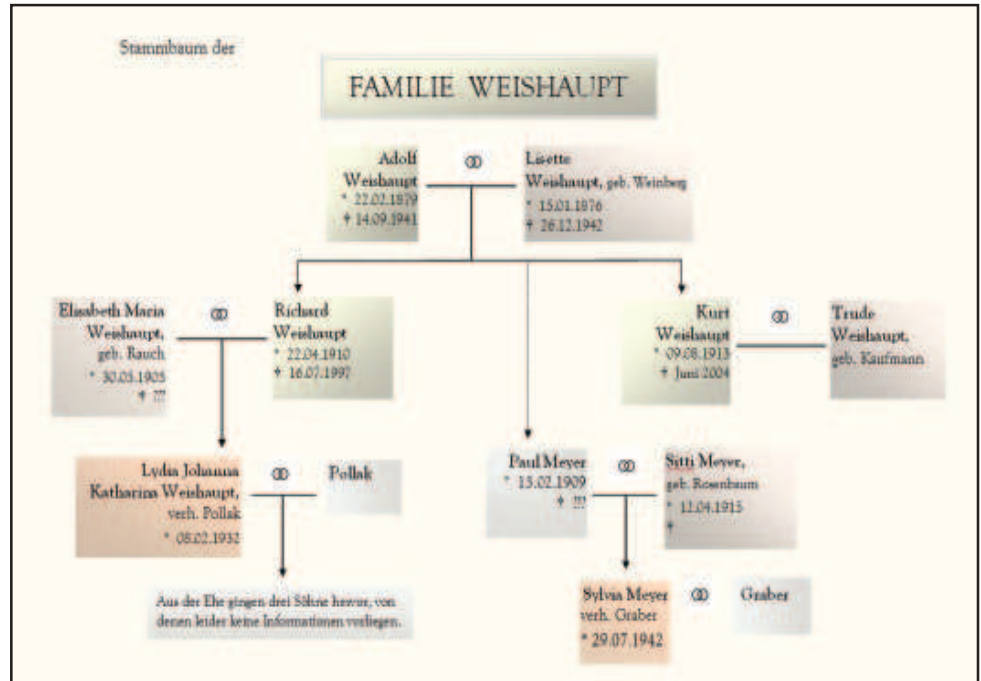 Stammbaum der
FAMILIE WEISHAUPT
Adolf
Weishaupt
* 22.02.1879
✝ 14.09.1941
Lisette
Weishaupt, geb. Weinberg
* 15.01.1876
✝ 26.12.1942
Elisabeth Maria
Weishaupt,
geb. Rauch
* 30.05.1905
✝ ???
Richard
Weishaupt
* 22.04.1910
✝ 16.07.1997
Kurt
Weishaupt
* 09.08.1913
✝ Juni 2004
Trude
Weishaupt,
geb. Kaufmann
Lydia Johanna
Katharina Weishaupt,
verh. Pollak
* 08.02.1932
Pollak
Paul Meyer
* 15.02.1909
✝ ???
Sitti Meyer,
geb. Rosenbaum
* 12.04.1915
✝
Aus der Ehe gingen drei Söhne hervor, von
denen leider keine Informationen vorliegen.
Sylvia Meyer
verh. Graber
* 29.07.1942
Graber